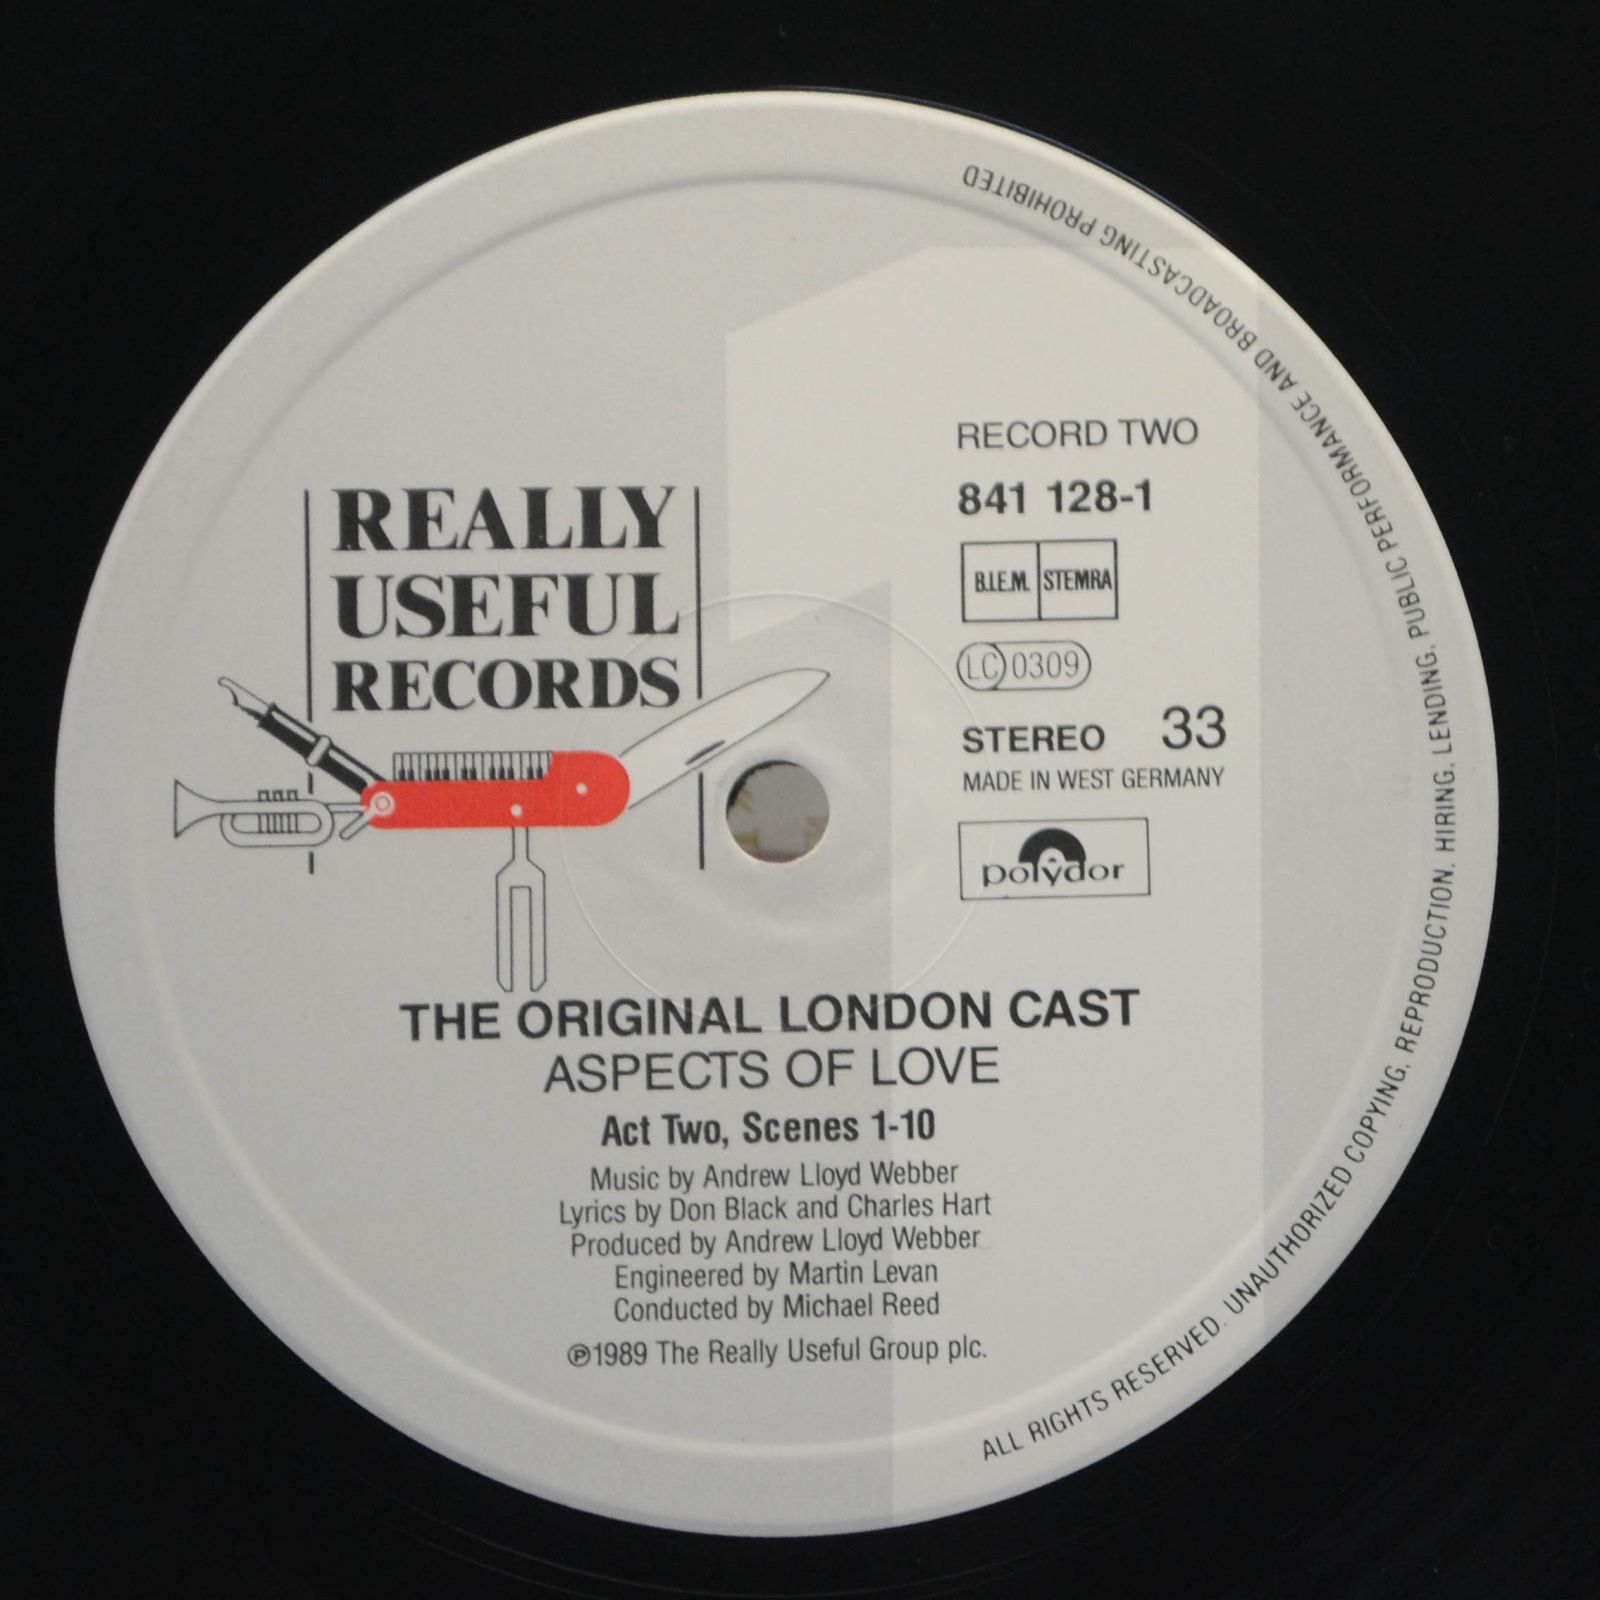 REALLY
USEFUL
RECORDS
RECORD TWO
841 128-1
B.I.E.M. STEMRA
LC 0309
STEREO 33
MADE IN WEST GERMANY
polydor
THE ORIGINAL LONDON CAST
ASPECTS OF LOVE
Act Two, Scenes 1-10
Music by Andrew Lloyd Webber
Lyrics by Don Black and Charles Hart
Produced by Andrew Lloyd Webber
Engineered by Martin Levan
Conducted by Michael Reed
℗1989 The Really Useful Group plc.
ALL RIGHTS RESERVED. UNAUTHORIZED COPYING, REPRODUCTION, HIRING, LENDING, PUBLIC PERFORMANCE AND BROADCASTING PROHIBITED